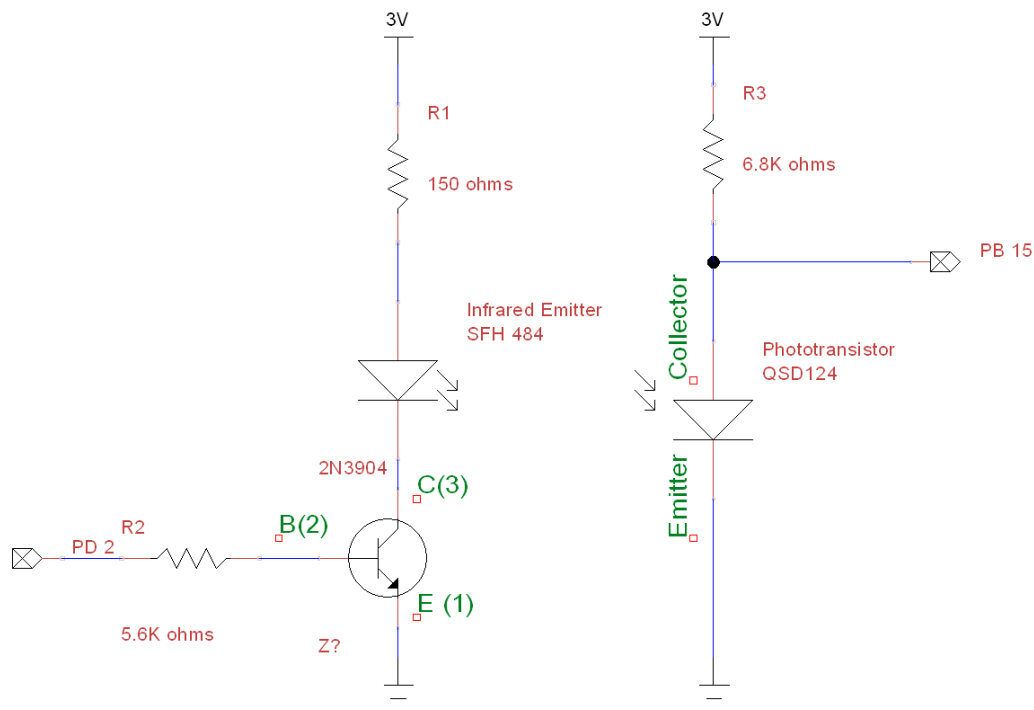 3V
R1
150 ohms
Infrared Emitter
SFH 484
2N3904
C(3)
B(2)
R2
PD 2
5.6K ohms
E (1)
Z?
3V
R3
6.8K ohms
PB 15
Collector
Phototransistor
QSD124
Emitter